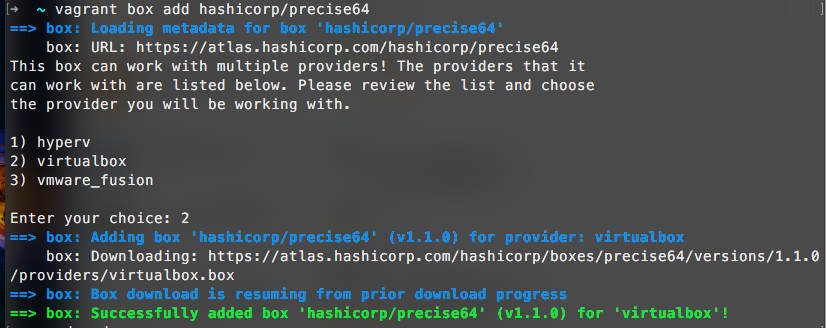 [➜  ~ vagrant box add hashicorp/precise64 ]
==> box: Loading metadata for box 'hashicorp/precise64'
    box: URL: https://atlas.hashicorp.com/hashicorp/precise64
This box can work with multiple providers! The providers that it
can work with are listed below. Please review the list and choose
the provider you will be working with.

1) hyperv
2) virtualbox
3) vmware_fusion

Enter your choice: 2
==> box: Adding box 'hashicorp/precise64' (v1.1.0) for provider: virtualbox
    box: Downloading: https://atlas.hashicorp.com/hashicorp/boxes/precise64/versions/1.1.0
/providers/virtualbox.box
==> box: Box download is resuming from prior download progress
==> box: Successfully added box 'hashicorp/precise64' (v1.1.0) for 'virtualbox'!